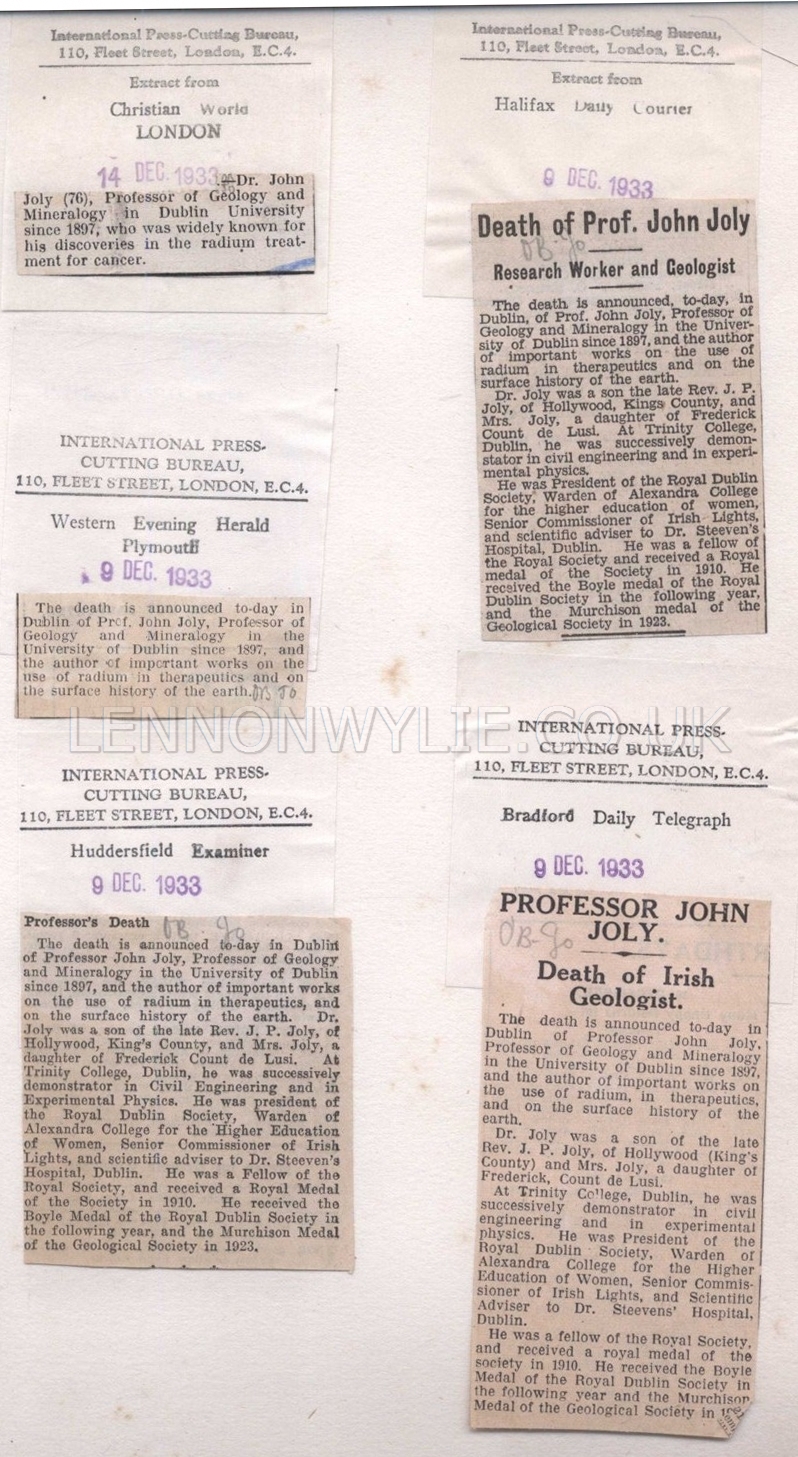 International Press-Cutting Bureau,
110, Fleet Street, London, E.C.4.
Extract from
Christian World
LONDON
14 DEC. 1933
—Dr. John
Joly (76), Professor of Geology and
Mineralogy in Dublin University
since 1897, who was widely known for
his discoveries in the radium treat-
ment for cancer.
INTERNATIONAL PRESS-
CUTTING BUREAU,
110, FLEET STREET, LONDON, E.C.4.
Western Evening Herald
Plymouth
9 DEC. 1933
The death is announced to-day in
Dublin of Prof. John Joly, Professor of
Geology and Mineralogy in the
University of Dublin since 1897, and
the author of important works on the
use of radium in therapeutics and on
the surface history of the earth.
INTERNATIONAL PRESS-
CUTTING BUREAU,
110, FLEET STREET, LONDON, E.C.4.
Huddersfield Examiner
9 DEC. 1933
Professor's Death
The death is announced to-day in Dublin
of Professor John Joly, Professor of Geology
and Mineralogy in the University of Dublin
since 1897, and the author of important works
on the use of radium in therapeutics, and
on the surface history of the earth. Dr.
Joly was a son of the late Rev. J. P. Joly, of
Hollywood, King's County, and Mrs. Joly, a
daughter of Frederick Count de Lusi. At
Trinity College, Dublin, he was successively
demonstrator in Civil Engineering and in
Experimental Physics. He was president of
the Royal Dublin Society, Warden of
Alexandra College for the Higher Education
of Women, Senior Commissioner of Irish
Lights, and scientific adviser to Dr. Steeven's
Hospital, Dublin. He was a Fellow of the
Royal Society, and received a Royal Medal
of the Society in 1910. He received the
Boyle Medal of the Royal Dublin Society in
the following year, and the Murchison Medal
of the Geological Society in 1923.
International Press-Cutting Bureau,
110, Fleet Street, London, E.C.4.
Extract from
Halifax Daily Courier
9 DEC. 1933
Death of Prof. John Joly
Research Worker and Geologist
The death is announced, to-day, in
Dublin, of Prof. John Joly, Professor of
Geology and Mineralogy in the Univer-
sity of Dublin since 1897, and the author
of important works on the use of
radium in therapeutics and on the
surface history of the earth.
Dr. Joly was a son the late Rev. J. P.
Joly, of Hollywood, Kings County, and
Mrs. Joly, a daughter of Frederick
Count de Lusi. At Trinity College,
Dublin, he was successively demon-
strator in civil engineering and in experi-
mental physics.
He was President of the Royal Dublin
Society, Warden of Alexandra College
for the higher education of women,
Senior Commissioner of Irish Lights,
and scientific adviser to Dr. Steeven's
Hospital, Dublin. He was a fellow of
the Royal Society and received a Royal
medal of the Society in 1910. He
received the Boyle medal of the Royal
Dublin Society in the following year,
and the Murchison medal of the
Geological Society in 1923.
LENNONWYLIE.CO.UK
INTERNATIONAL PRESS-
CUTTING BUREAU,
110, FLEET STREET, LONDON, E.C.4.
Bradford Daily Telegraph
9 DEC. 1933
PROFESSOR JOHN
JOLY.
Death of Irish
Geologist.
The death is announced to-day in
Dublin of Professor John Joly,
Professor of Geology and Mineralogy
in the University of Dublin since 1897,
and the author of important works on
the use of radium, in therapeutics,
and on the surface history of the
earth.
Dr. Joly was a son of the late
Rev. J. P. Joly, of Hollywood (King's
County) and Mrs. Joly, a daughter of
Frederick, Count de Lusi.
At Trinity College, Dublin, he was
successively demonstrator in civil
engineering and in experimental
physics. He was President of the
Royal Dublin Society, Warden of
Alexandra College for the Higher
Education of Women, Senior Commis-
sioner of Irish Lights, and Scientific
Adviser to Dr. Steevens' Hospital,
Dublin.
He was a fellow of the Royal Society,
and received a royal medal of the
society in 1910. He received the Boyle
Medal of the Royal Dublin Society in
the following year and the Murchison
Medal of the Geological Society in